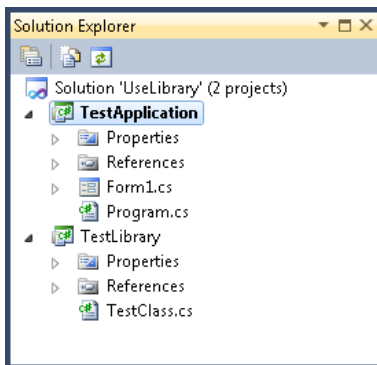 Solution Explorer
Solution 'UseLibrary' (2 projects)
TestApplication
Properties
References
Form1.cs
Program.cs
TestLibrary
Properties
References
TestClass.cs